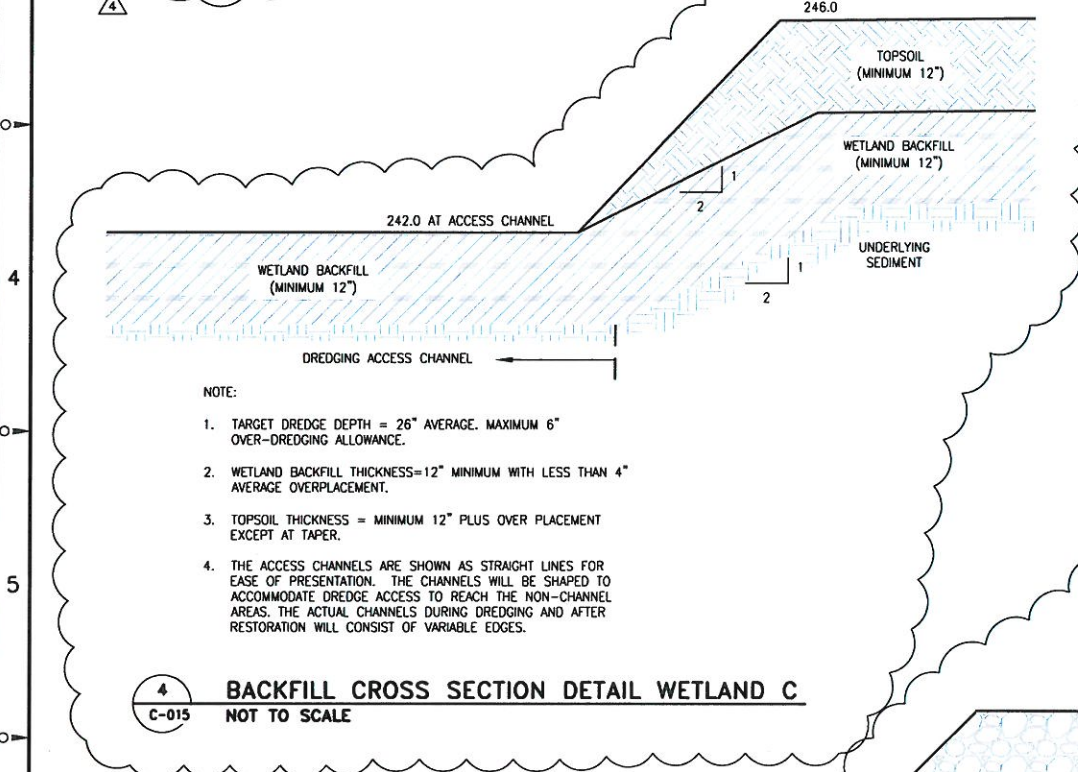 4
246.0
TOPSOIL
(MINIMUM 12")
WETLAND BACKFILL
(MINIMUM 12")
1
2
242.0 AT ACCESS CHANNEL
4
WETLAND BACKFILL
(MINIMUM 12")
UNDERLYING
SEDIMENT
1
2
DREDGING ACCESS CHANNEL
NOTE:
1. TARGET DREDGE DEPTH = 26" AVERAGE. MAXIMUM 6"
OVER-DREDGING ALLOWANCE.
2. WETLAND BACKFILL THICKNESS=12" MINIMUM WITH LESS THAN 4"
AVERAGE OVERPLACEMENT.
3. TOPSOIL THICKNESS = MINIMUM 12" PLUS OVER PLACEMENT
EXCEPT AT TAPER.
4. THE ACCESS CHANNELS ARE SHOWN AS STRAIGHT LINES FOR
EASE OF PRESENTATION. THE CHANNELS WILL BE SHAPED TO
ACCOMMODATE DREDGE ACCESS TO REACH THE NON-CHANNEL
AREAS. THE ACTUAL CHANNELS DURING DREDGING AND AFTER
RESTORATION WILL CONSIST OF VARIABLE EDGES.
5
4
C-015
BACKFILL CROSS SECTION DETAIL WETLAND C
NOT TO SCALE